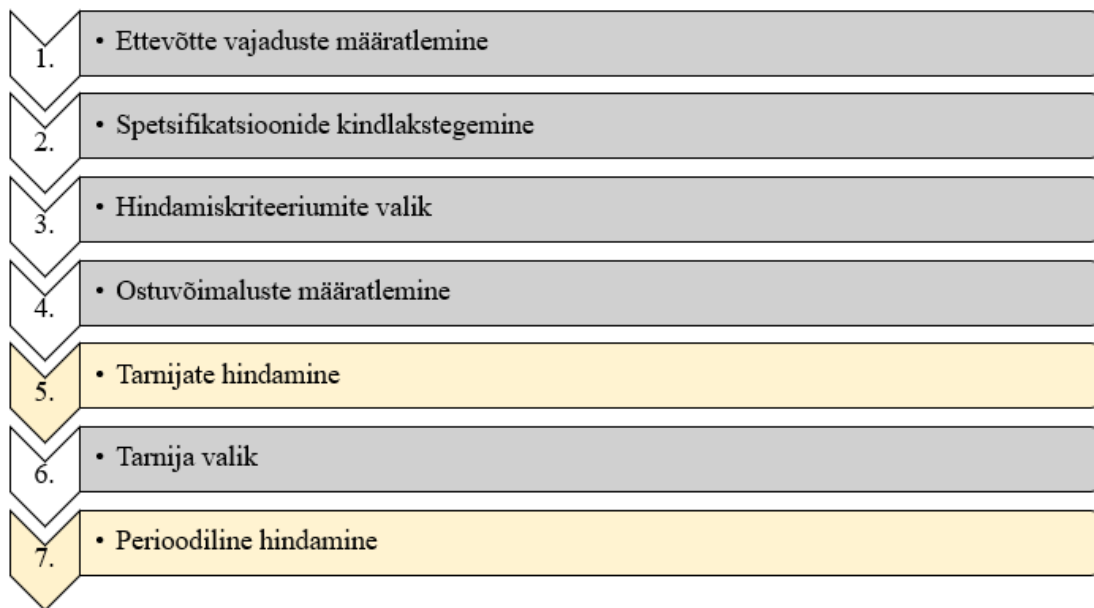 1. • Ettevõtte vajaduste määratlemine
2. • Spetsifikatsioonide kindlakstegemine
3. • Hindamiskriteeriumite valik
4. • Ostuvõimaluste määratlemine
5. • Tarnijate hindamine
6. • Tarnija valik
7. • Perioodiline hindamine